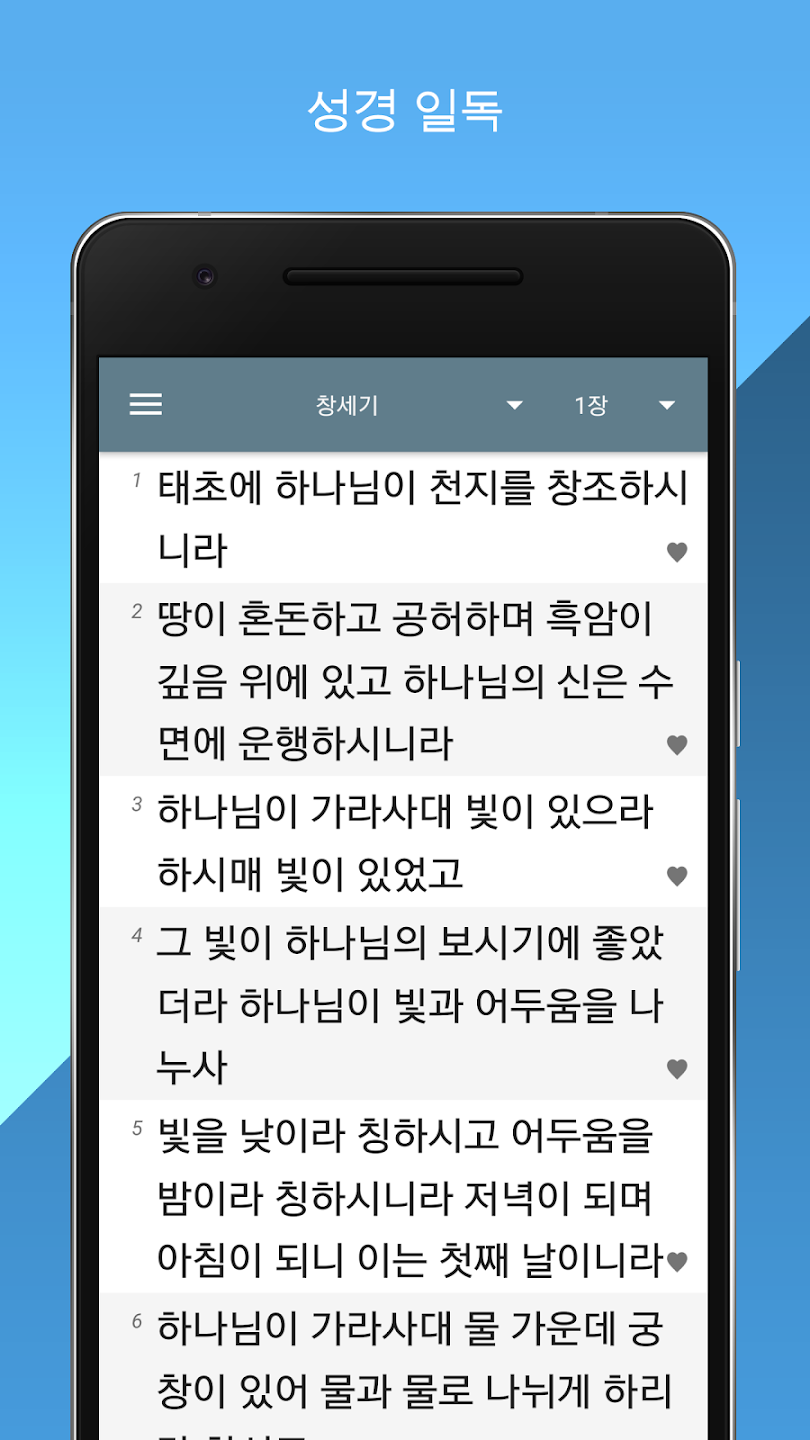 성경 일독
창세기 1장
1 태초에 하나님이 천지를 창조하시
니라
2 땅이 혼돈하고 공허하며 흑암이
깊음 위에 있고 하나님의 신은 수
면에 운행하시니라
3 하나님이 가라사대 빛이 있으라
하시매 빛이 있었고
4 그 빛이 하나님의 보시기에 좋았
더라 하나님이 빛과 어두움을 나
누사
5 빛을 낮이라 칭하시고 어두움을
밤이라 칭하시니라 저녁이 되며
아침이 되니 이는 첫째 날이니라
6 하나님이 가라사대 물 가운데 궁
창이 있어 물과 물로 나뉘게 하리